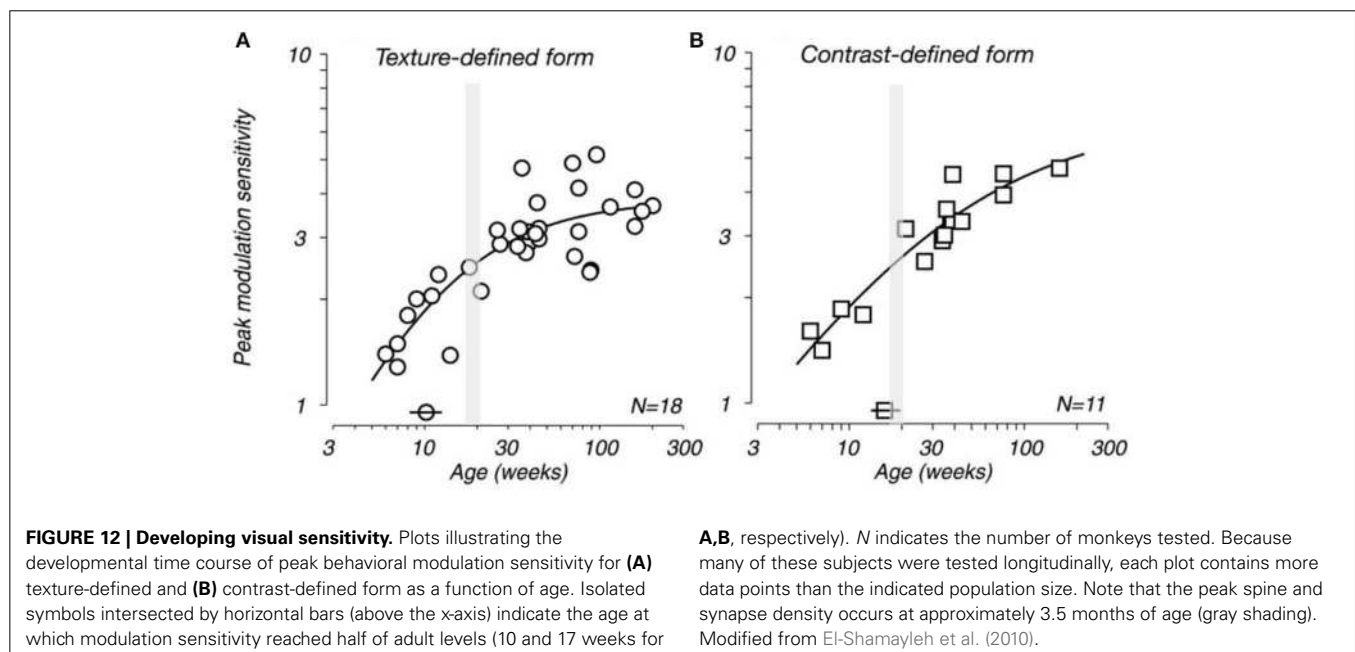 A
Texture-defined form
10
3
1
Peak modulation sensitivity
N=18
3 10 30 100 300
Age (weeks)
B
Contrast-defined form
10
3
1
N=11
3 10 30 100 300
Age (weeks)
FIGURE 12 | Developing visual sensitivity. Plots illustrating the
developmental time course of peak behavioral modulation sensitivity for (A)
texture-defined and (B) contrast-defined form as a function of age. Isolated
symbols intersected by horizontal bars (above the x-axis) indicate the age at
which modulation sensitivity reached half of adult levels (10 and 17 weeks for
A,B, respectively). N indicates the number of monkeys tested. Because
many of these subjects were tested longitudinally, each plot contains more
data points than the indicated population size. Note that the peak spine and
synapse density occurs at approximately 3.5 months of age (gray shading).
Modified from El-Shamayleh et al. (2010).